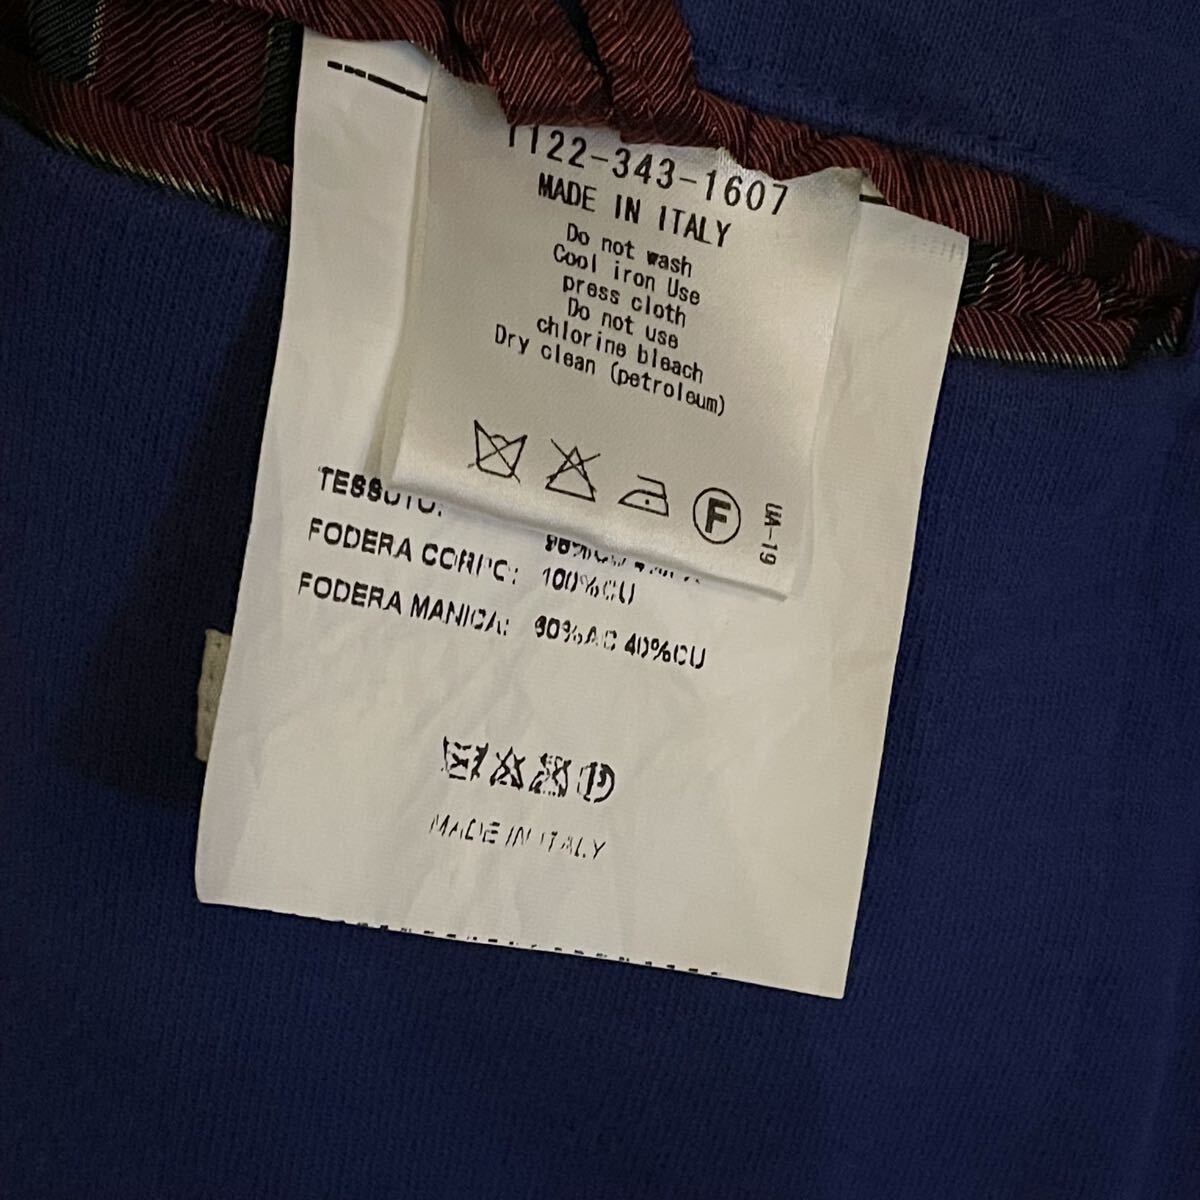 1122-343-1607
MADE IN ITALY
Do not wash
Cool iron Use
press cloth
Do not use
chlorine bleach
Dry clean (petroleum)
F
UA-19
TESSUTO:
FODERA CORPO: 100%CU
FODERA MANICA: 60%AC 40%CU
P
MADE IN ITALY